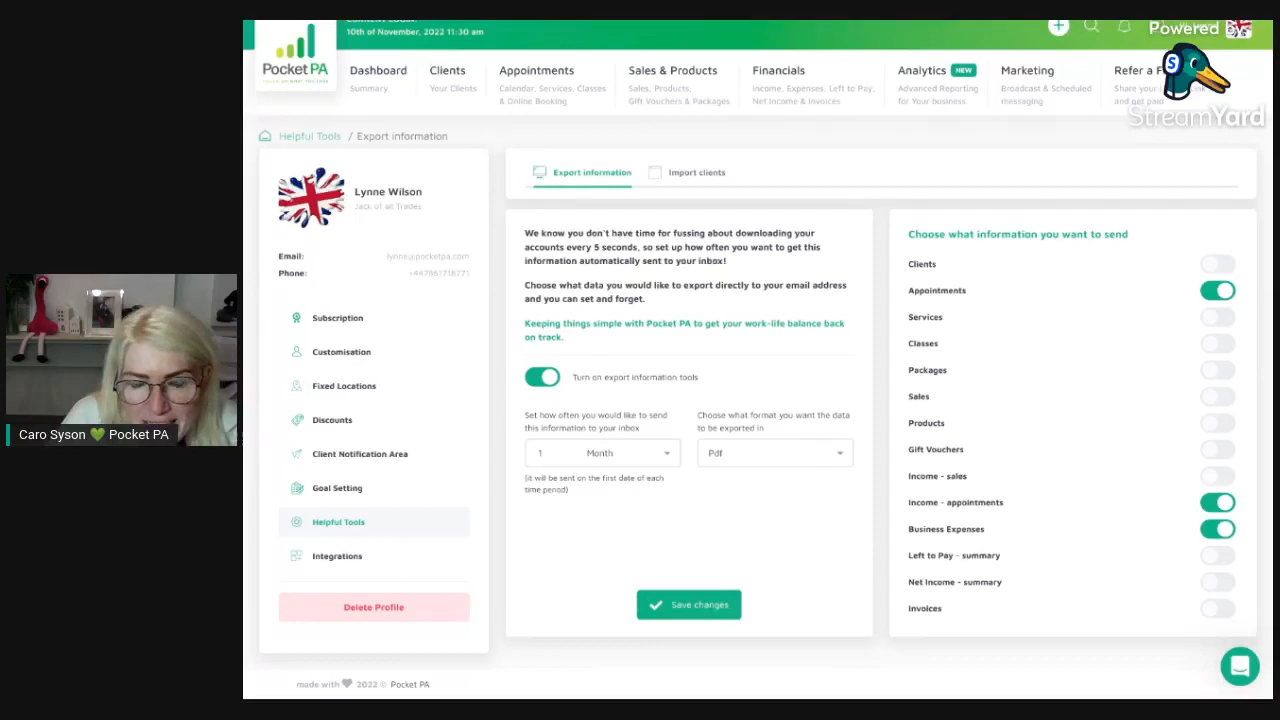 10th of November, 2022 11:30 am
Powered by
StreamYard
Pocket PA
Dashboard
Summary
Clients
Your Clients
Appointments
Calendar, Services, Classes
& Online Booking
Sales & Products
Sales, Products,
Gift Vouchers & Packages
Financials
Income, Expenses, Left to Pay,
Net Income & invoices
Analytics NEW
Advanced Reporting
for Your business
Marketing
Broadcast & Scheduled
messaging
Refer a
Share your
and get paid
Helpful Tools / Export information
Lynne Wilson
Jack of all Trades
Email: lynne@pocketpa.com
Phone: +447861718771
Subscription
Customisation
Fixed Locations
Discounts
Client Notification Area
Goal Setting
Helpful Tools
Integrations
Delete Profile
Export information
Import clients
We know you don't have time for fussing about downloading your
accounts every 5 seconds, so set up how often you want to get this
information automatically sent to your inbox!
Choose what data you would like to export directly to your email address
and you can set and forget.
Keeping things simple with Pocket PA to get your work-life balance back
on track.
Turn on export information tools
Set how often you would like to send
this information to your inbox
1 Month
(it will be sent on the first date of each
time period)
Choose what format you want the data
to be exported in
Pdf
Save changes
Choose what information you want to send
Clients
Appointments
Services
Classes
Packages
Sales
Products
Gift Vouchers
Income - sales
Income - appointments
Business Expenses
Left to Pay - summary
Net Income - summary
Invoices
made with 2022 © Pocket PA
Caro Syson 💚 Pocket PA